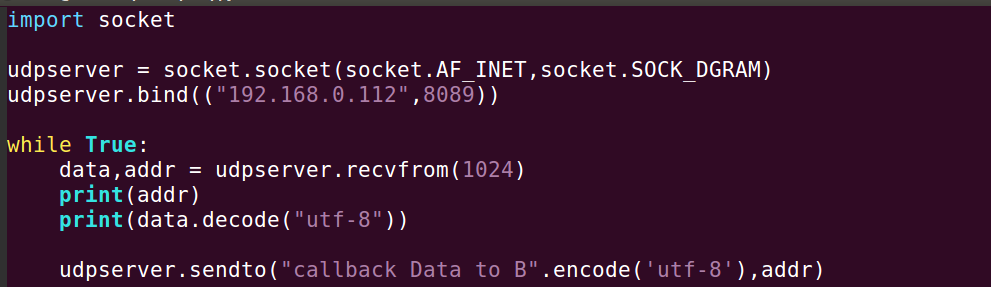 import socket
udpserver = socket.socket(socket.AF_INET,socket.SOCK_DGRAM)
udpserver.bind(("192.168.0.112",8089))
while True:
    data,addr = udpserver.recvfrom(1024)
    print(addr)
    print(data.decode("utf-8"))
    udpserver.sendto("callback Data to B".encode('utf-8'),addr)